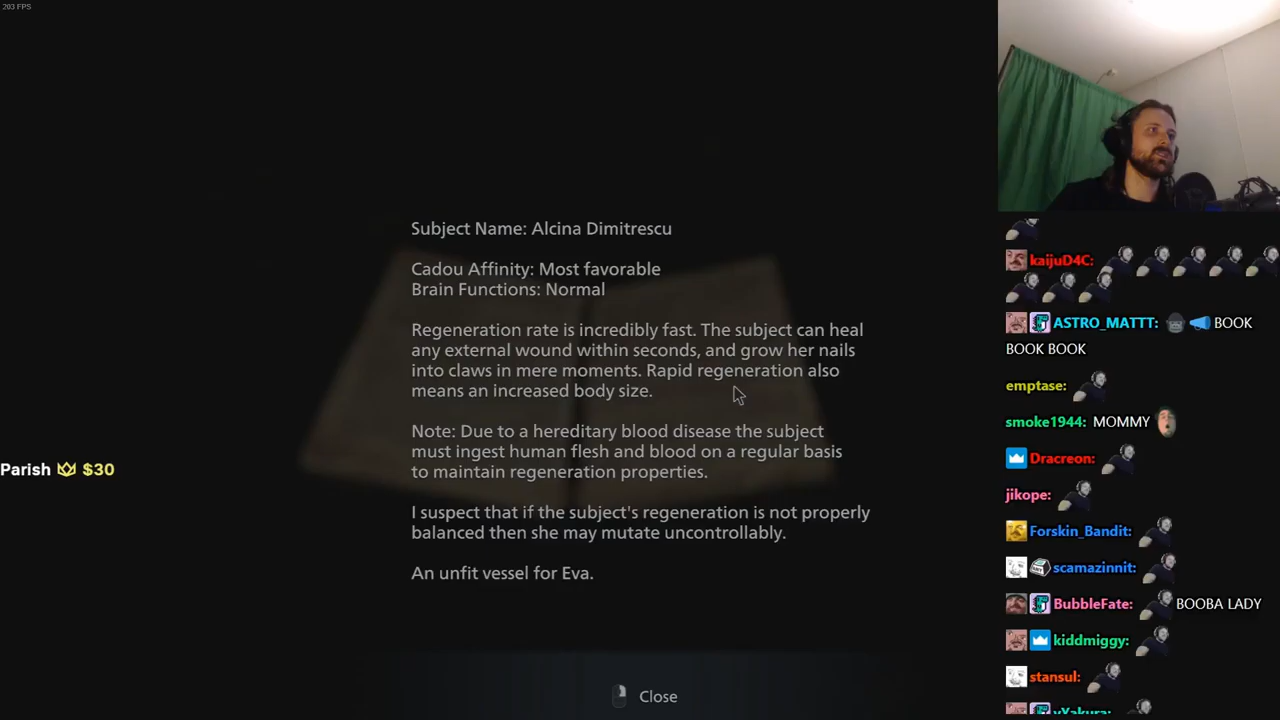 203 FPS
Subject Name: Alcina Dimitrescu
Cadou Affinity: Most favorable
Brain Functions: Normal
Regeneration rate is incredibly fast. The subject can heal
any external wound within seconds, and grow her nails
into claws in mere moments. Rapid regeneration also
means an increased body size.
Note: Due to a hereditary blood disease the subject
must ingest human flesh and blood on a regular basis
to maintain regeneration properties.
I suspect that if the subject's regeneration is not properly
balanced then she may mutate uncontrollably.
An unfit vessel for Eva.
Close
Parish $30
kaijuD4C:
ASTRO_MATTT: BOOK
BOOK BOOK
emptase:
smoke1944: MOMMY
Dracreon:
jikope:
Forskin_Bandit:
scamazinnit:
BubbleFate: BOOBA LADY
kiddmiggy:
stansul:
yYakura: